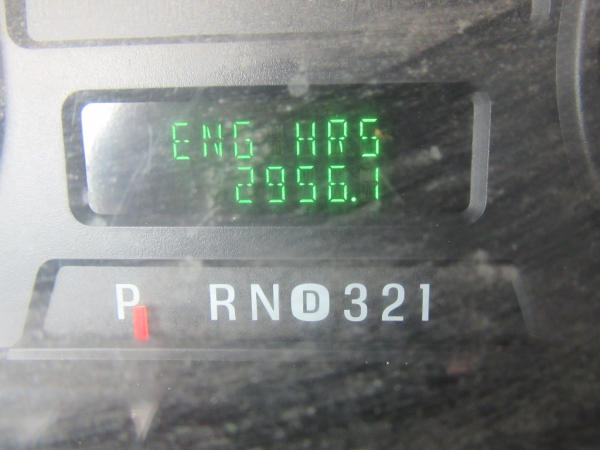 ENG HRS
2956.1
P RND321